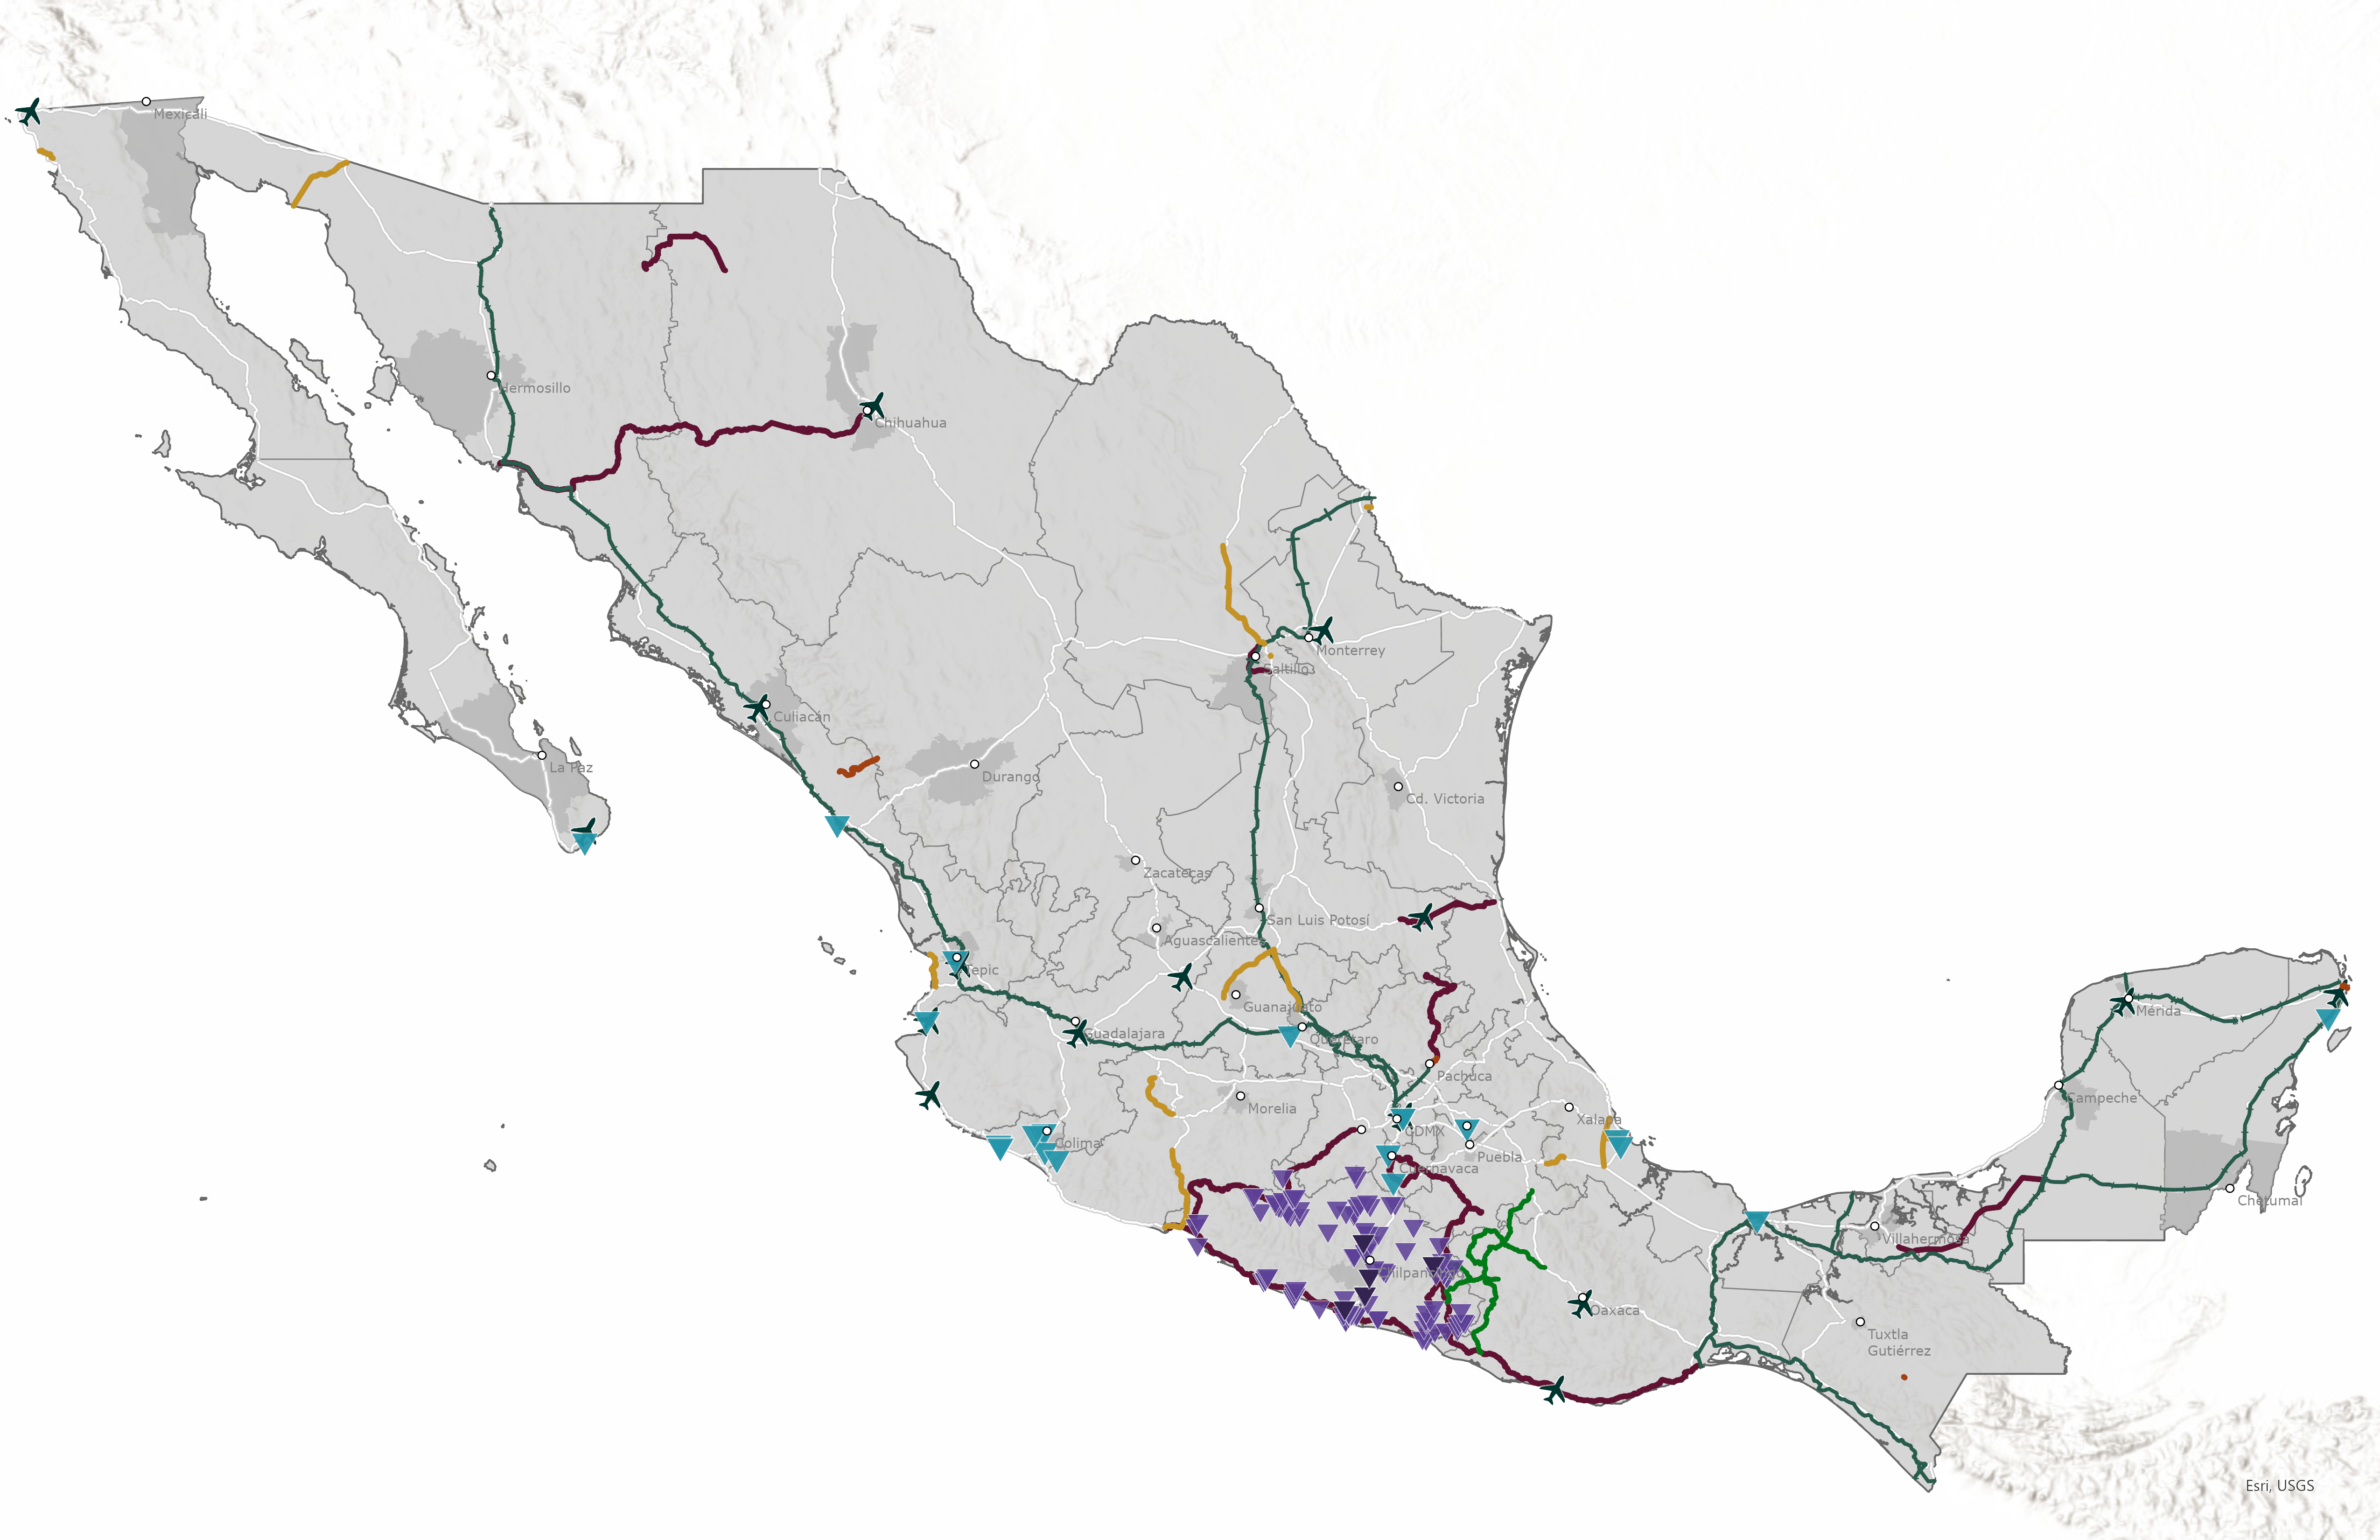 Mexicali
Hermosillo
Chihuahua
Monterrey
Saltillo
Culiacán
La Paz
Durango
Cd. Victoria
Zacatecas
San Luis Potosí
Aguascalientes
Tepic
Guanajuato
Mérida
Guadalajara
Querétaro
Pachuca
Campeche
Morelia
Xalapa
CDMX
Colima
Puebla
Cuernavaca
Chetumal
Villahermosa
Chilpancingo
Oaxaca
Tuxtla
Gutiérrez
Esri, USGS